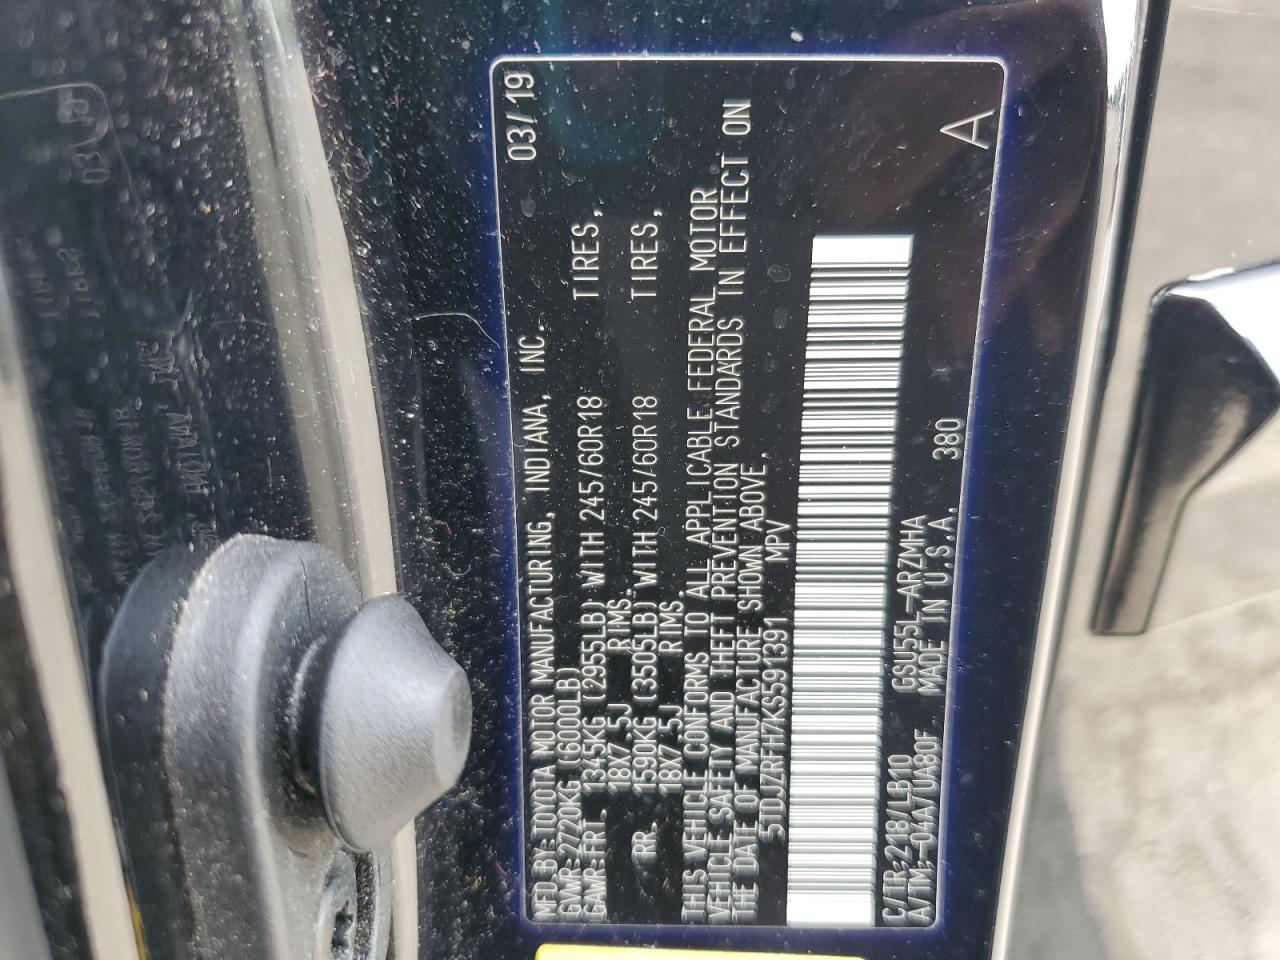 MFD BY: TOYOTA MOTOR MANUFACTURING, INDIANA, INC. 03/19
GVWR: 2720KG (6000LB)
GAWR: FRT. 1345KG (2955LB) WITH 245/60R18 TIRES,
18X7.5J RIMS.
RR. 1590KG (3505LB) WITH 245/60R18 TIRES,
18X7.5J RIMS.
THIS VEHICLE CONFORMS TO ALL APPLICABLE FEDERAL MOTOR
VEHICLE SAFETY AND THEFT PREVENTION STANDARDS IN EFFECT ON
THE DATE OF MANUFACTURE SHOWN ABOVE.
5TDJZRFH7KS591391 MPV
C/TR: 218/LB10 GSU55L-ARZMHA
A/TM: -04A/UA80F MADE IN U.S.A. 380
A